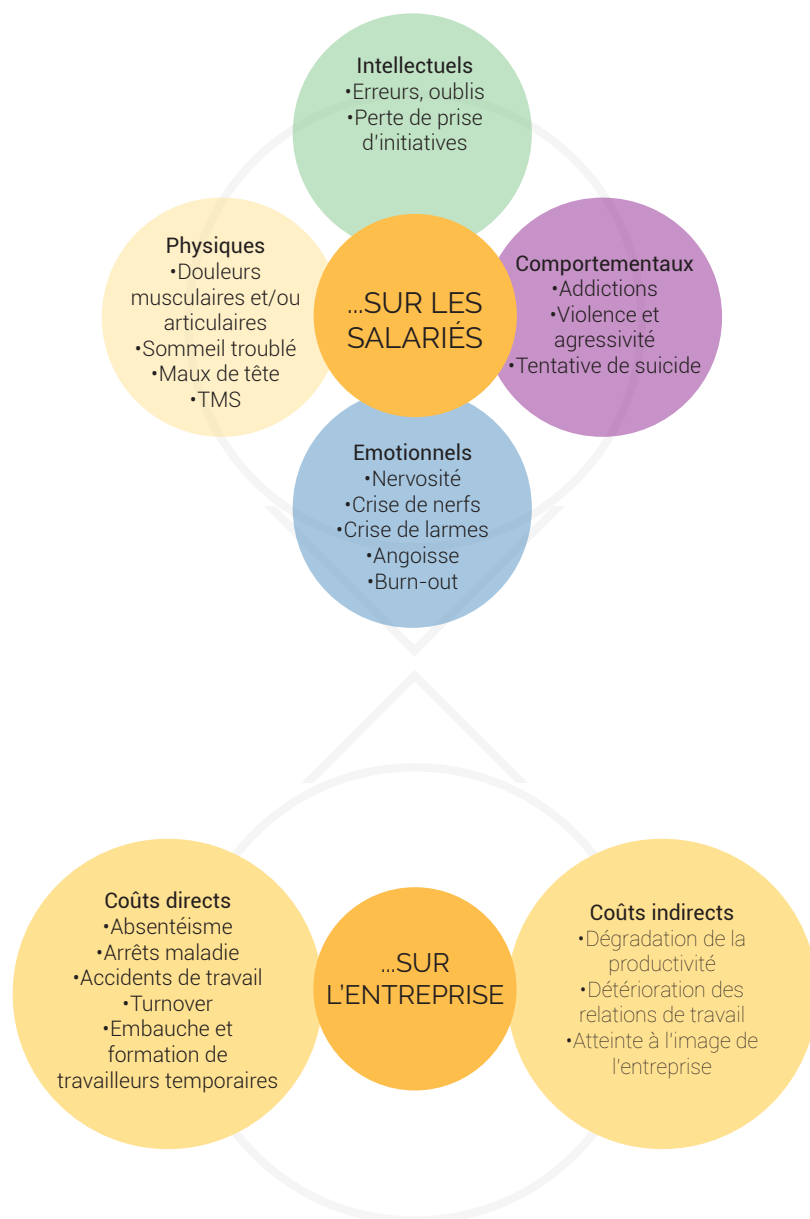 Intellectuels
•Erreurs, oublis
•Perte de prise
d'initiatives
Physiques
•Douleurs
musculaires et/ou
articulaires
•Sommeil troublé
•Maux de tête
•TMS
...SUR LES
SALARIÉS
Comportementaux
•Addictions
•Violence et
agressivité
•Tentative de suicide
Emotionnels
•Nervosité
•Crise de nerfs
•Crise de larmes
•Angoisse
•Burn-out
Coûts directs
•Absentéisme
•Arrêts maladie
•Accidents de travail
•Turnover
•Embauche et
formation de
travailleurs temporaires
...SUR
L'ENTREPRISE
Coûts indirects
•Dégradation de la
productivité
•Détérioration des
relations de travail
•Atteinte à l'image de
l'entreprise